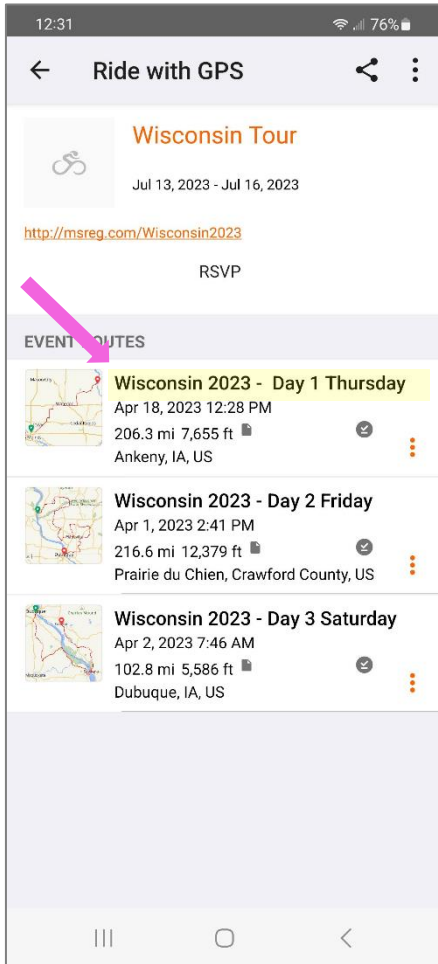 12:31 76%
Ride with GPS
Wisconsin Tour
Jul 13, 2023 - Jul 16, 2023
http://msreg.com/Wisconsin2023
RSVP
EVENT ROUTES
Wisconsin 2023 - Day 1 Thursday
Apr 18, 2023 12:28 PM
206.3 mi 7,655 ft
Ankeny, IA, US
Wisconsin 2023 - Day 2 Friday
Apr 1, 2023 2:41 PM
216.6 mi 12,379 ft
Prairie du Chien, Crawford County, US
Wisconsin 2023 - Day 3 Saturday
Apr 2, 2023 7:46 AM
102.8 mi 5,586 ft
Dubuque, IA, US